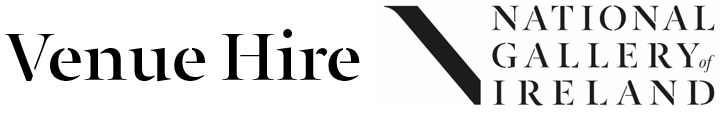 Venue Hire
NATIONAL
GALLERY of
IRELAND